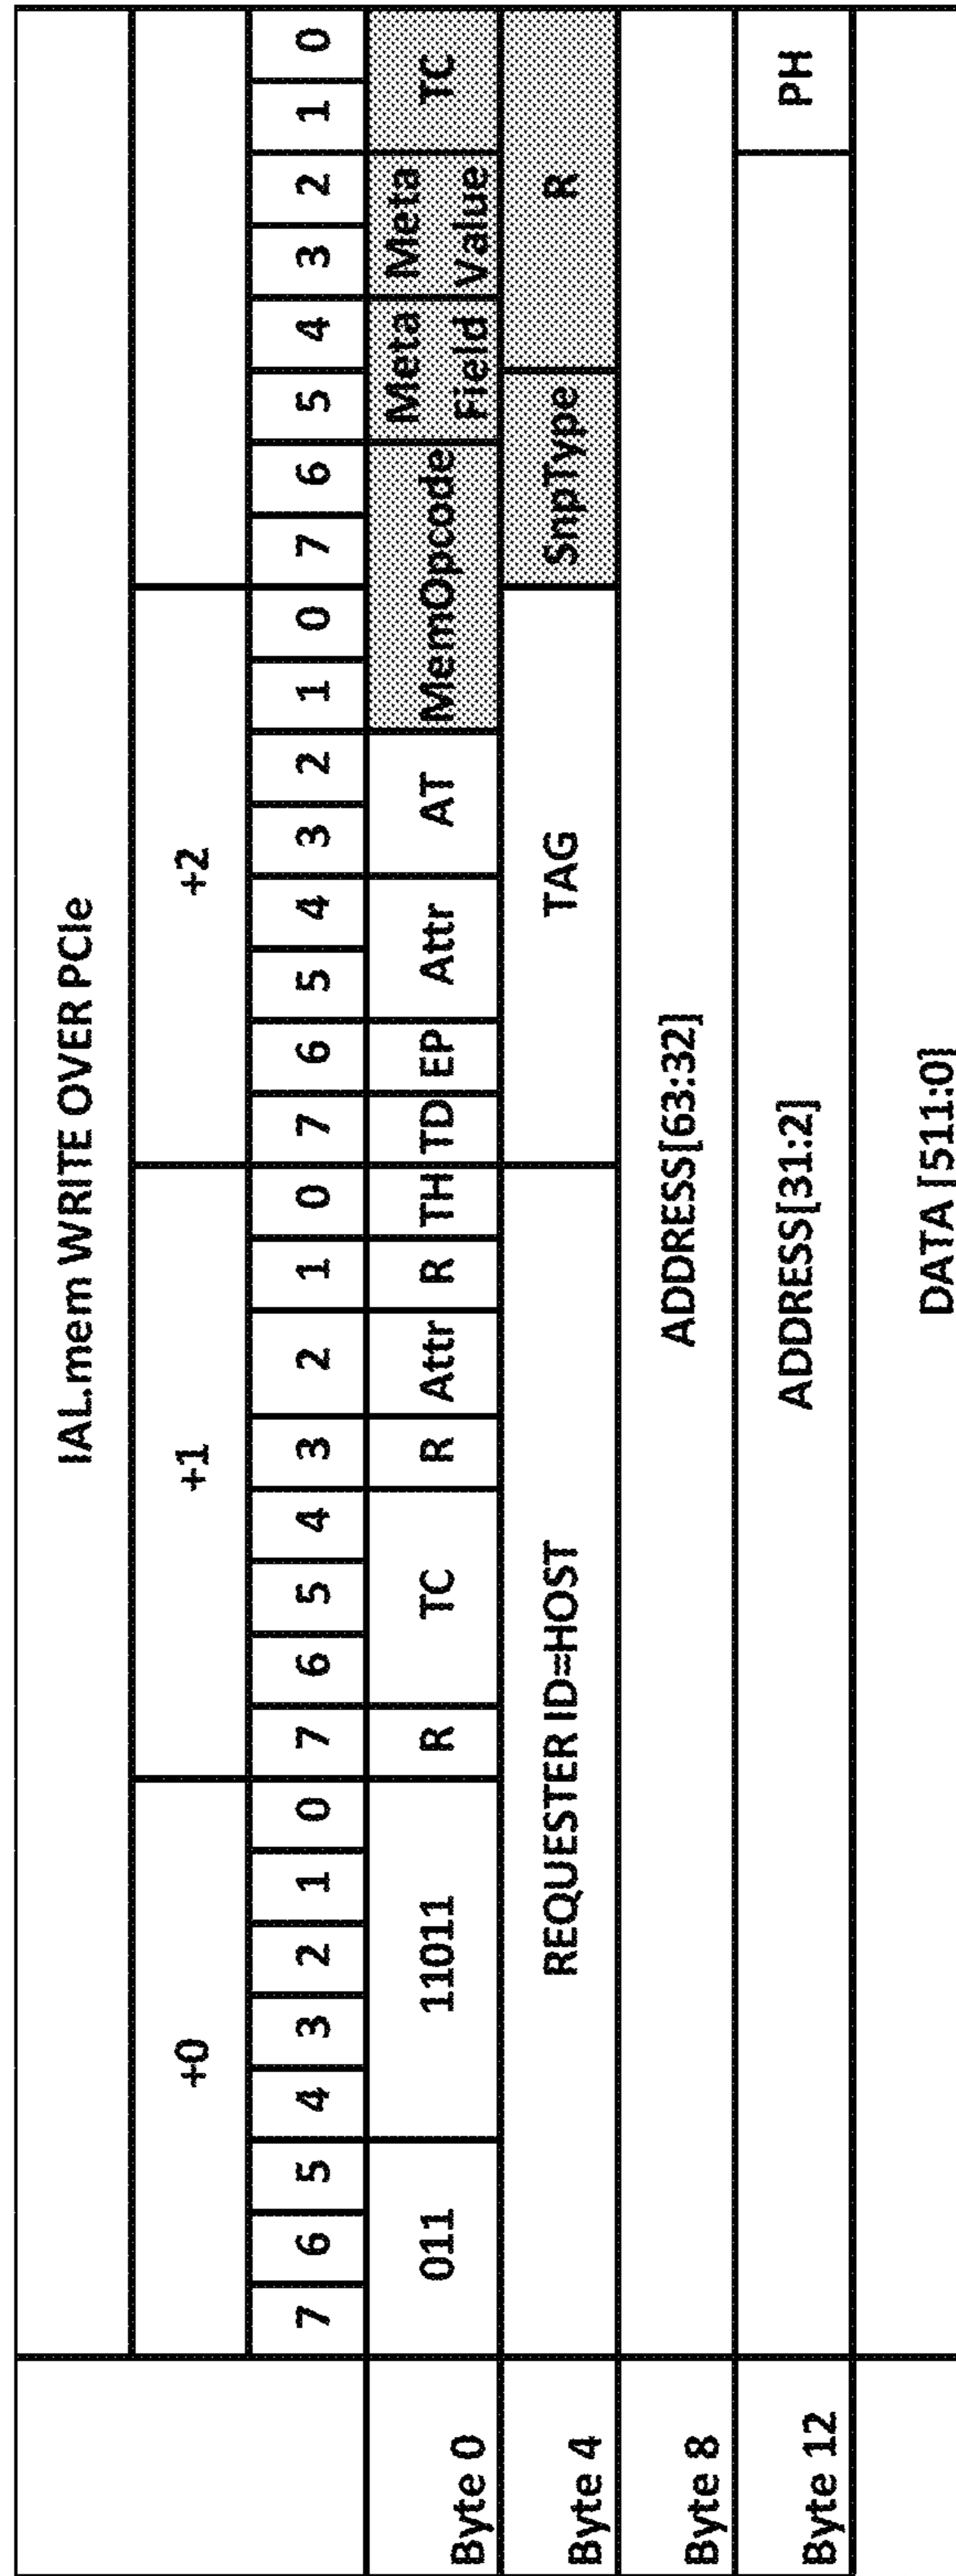 IAL.mem WRITE OVER PCIe
+0 +1 +2
7 6 5 4 3 2 1 0 7 6 5 4 3 2 1 0 7 6 5 4 3 2 1 0 7 6 5 4 3 2 1 0
Byte 0 011 11011 R TC R Attr R TH TD EP Attr AT MemOpcode Meta Field Meta Value TC
Byte 4 REQUESTER ID=HOST TAG SnpType R
Byte 8 ADDRESS[63:32]
Byte 12 ADDRESS[31:2] PH
DATA [511:0]